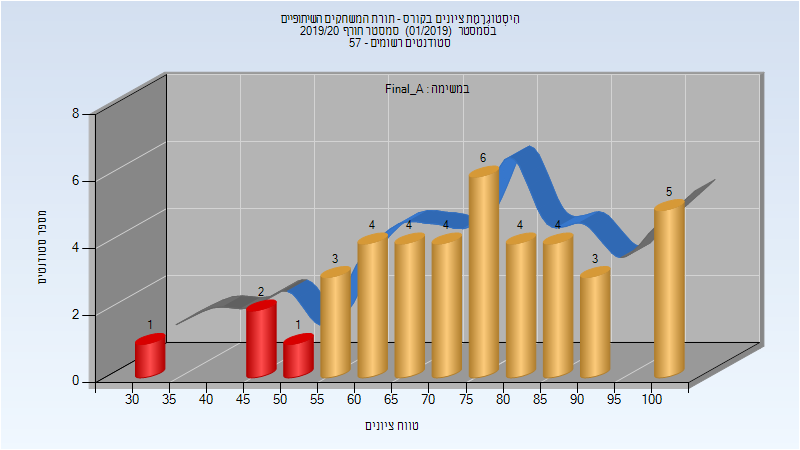 היסטוגרמת ציונים בקורס - תורת המשחקים השיתופיים
בסמסטר (01/2019) סמסטר חורף 2019/20
סטודנטים רשומים - 57
במשימה : Final_A
מספר סטודנטים
8
6
4
2
0
1
2
1
3
4
4
4
6
4
4
3
5
30 35 40 45 50 55 60 65 70 75 80 85 90 95 100
טווח ציונים